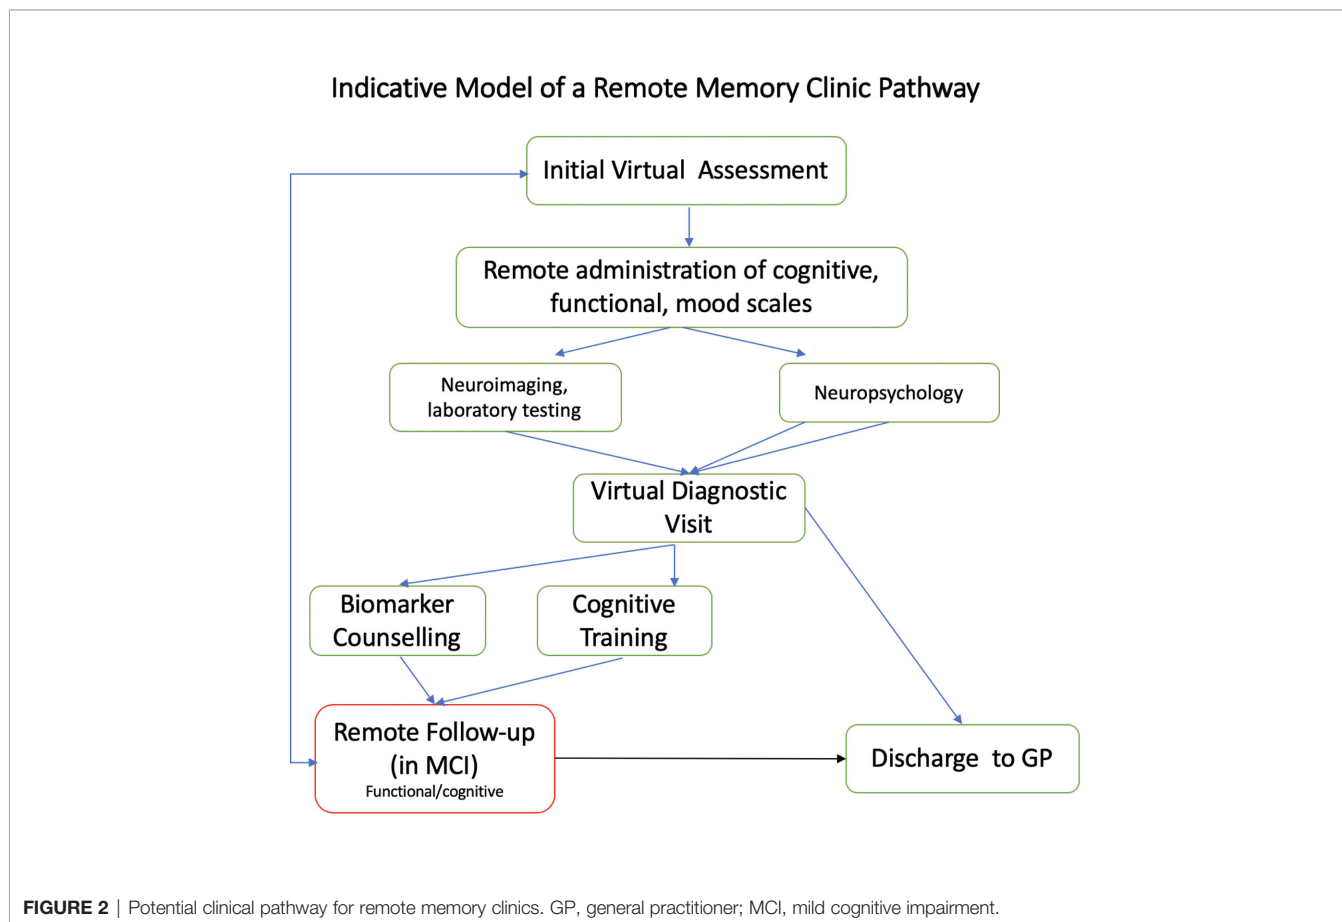 Indicative Model of a Remote Memory Clinic Pathway
Initial Virtual Assessment
Remote administration of cognitive,
functional, mood scales
Neuroimaging,
laboratory testing
Neuropsychology
Virtual Diagnostic
Visit
Biomarker
Counselling
Cognitive
Training
Remote Follow-up
(in MCI)
Functional/cognitive
Discharge to GP
FIGURE 2 | Potential clinical pathway for remote memory clinics. GP, general practitioner; MCI, mild cognitive impairment.